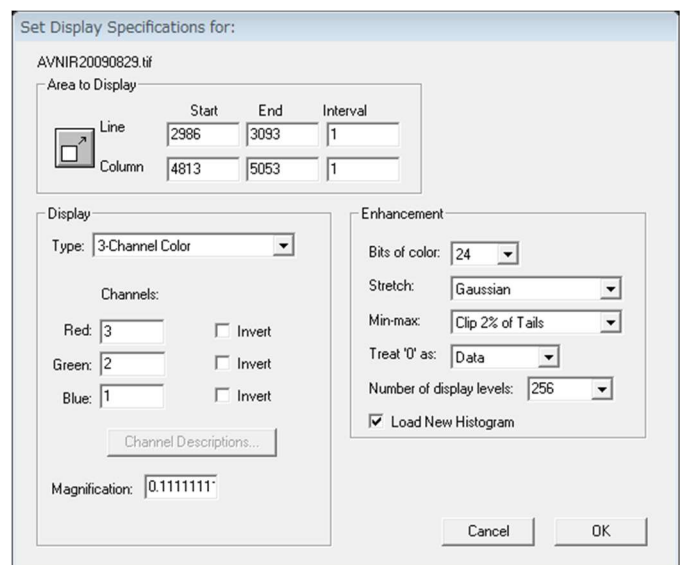 Set Display Specifications for:
AVNIR20090829.tif
Area to Display
Start End Interval
Line 2986 3093 1
Column 4813 5053 1
Display
Type: 3-Channel Color
Channels:
Red: 3 Invert
Green: 2 Invert
Blue: 1 Invert
Channel Descriptions...
Magnification: 0.1111111
Enhancement
Bits of color: 24
Stretch: Gaussian
Min-max: Clip 2% of Tails
Treat '0' as: Data
Number of display levels: 256
Load New Histogram
Cancel OK